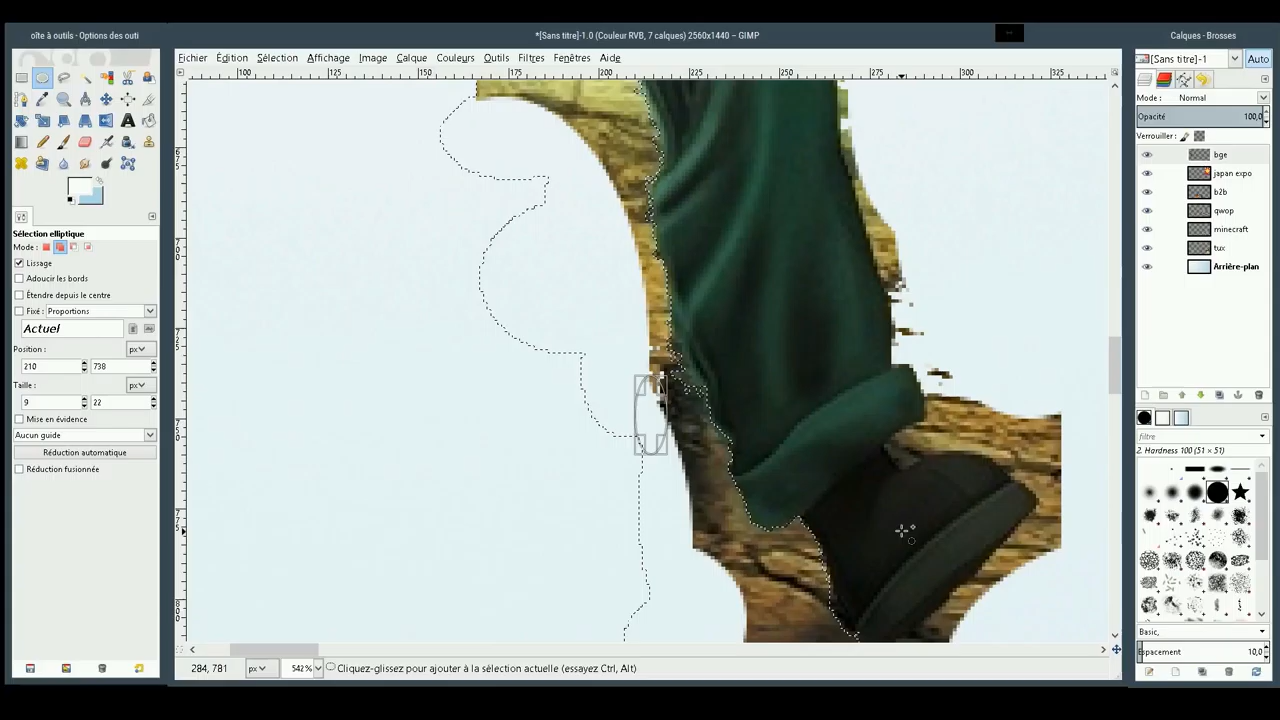 oîte à outils - Options des outi
*[Sans titre]-1.0 (Couleur RVB, 7 calques) 2560x1440 – GIMP
Calques - Brosses
Fichier Édition Sélection Affichage Image Calque Couleurs Outils Filtres Fenêtres Aide
[Sans titre]-1 Auto
100 125 150 175 200 225 250 275 300 325
Mode : Normal
Opacité 100,0
Verrouiller :
bge
japan expo
b2b
qwop
minecraft
tux
Arrière-plan
Sélection elliptique
Mode :
Lissage
Adoucir les bords
Étendre depuis le centre
Fixé : Proportions
Actuel
Position : px
210 738
Taille : px
9 22
Mise en évidence
Aucun guide
Réduction automatique
Réduction fusionnée
filtre
2. Hardness 100 (51 × 51)
Basic,
Espacement 10,0
284, 781 px 542 % Cliquez-glissez pour ajouter à la sélection actuelle (essayez Ctrl, Alt)